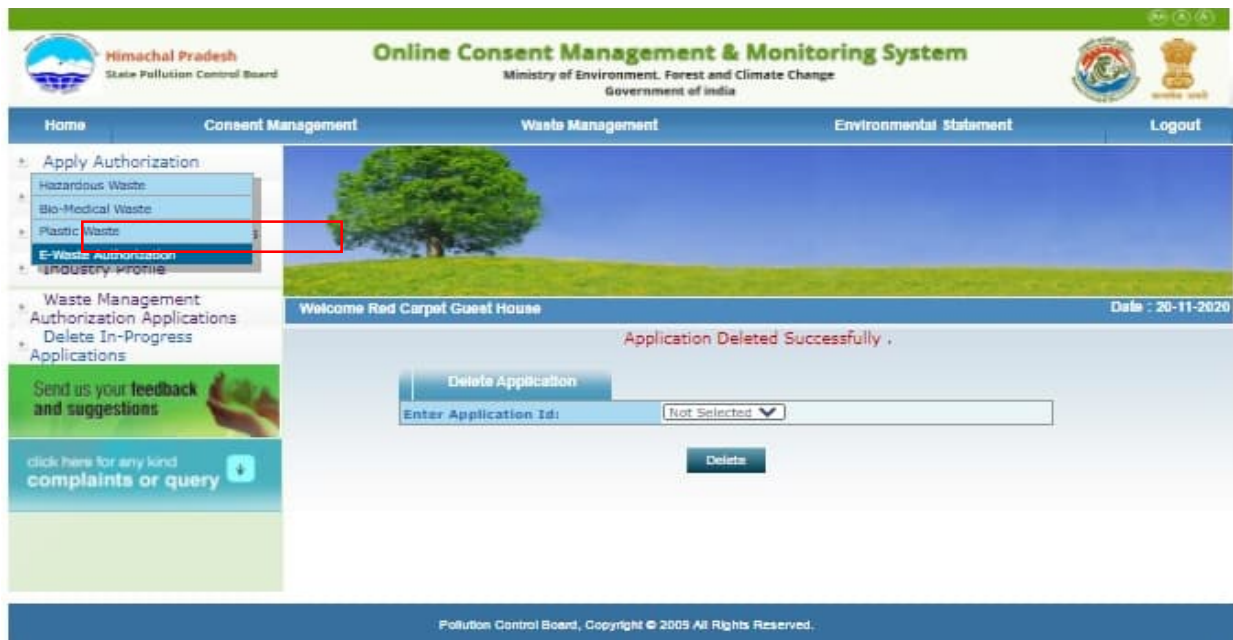 Himachal Pradesh
State Pollution Control Board
Online Consent Management & Monitoring System
Ministry of Environment. Forest and Climate Change
Government of India
Home Consent Management Waste Management Environmental Statement Logout
Apply Authorization
Hazardous Waste
Bio-Medical Waste
Plastic Waste
E-Waste Authorization
Industry Profile
Waste Management
Authorization Applications
Delete In-Progress
Applications
Send us your feedback
and suggestions
click here for any kind
complaints or query
Welcome Red Carpet Guest House Date : 20-11-2020
Application Deleted Successfully .
Delete Application
Enter Application Id: Not Selected
Delete
Pollution Control Board, Copyright © 2005 All Rights Reserved.